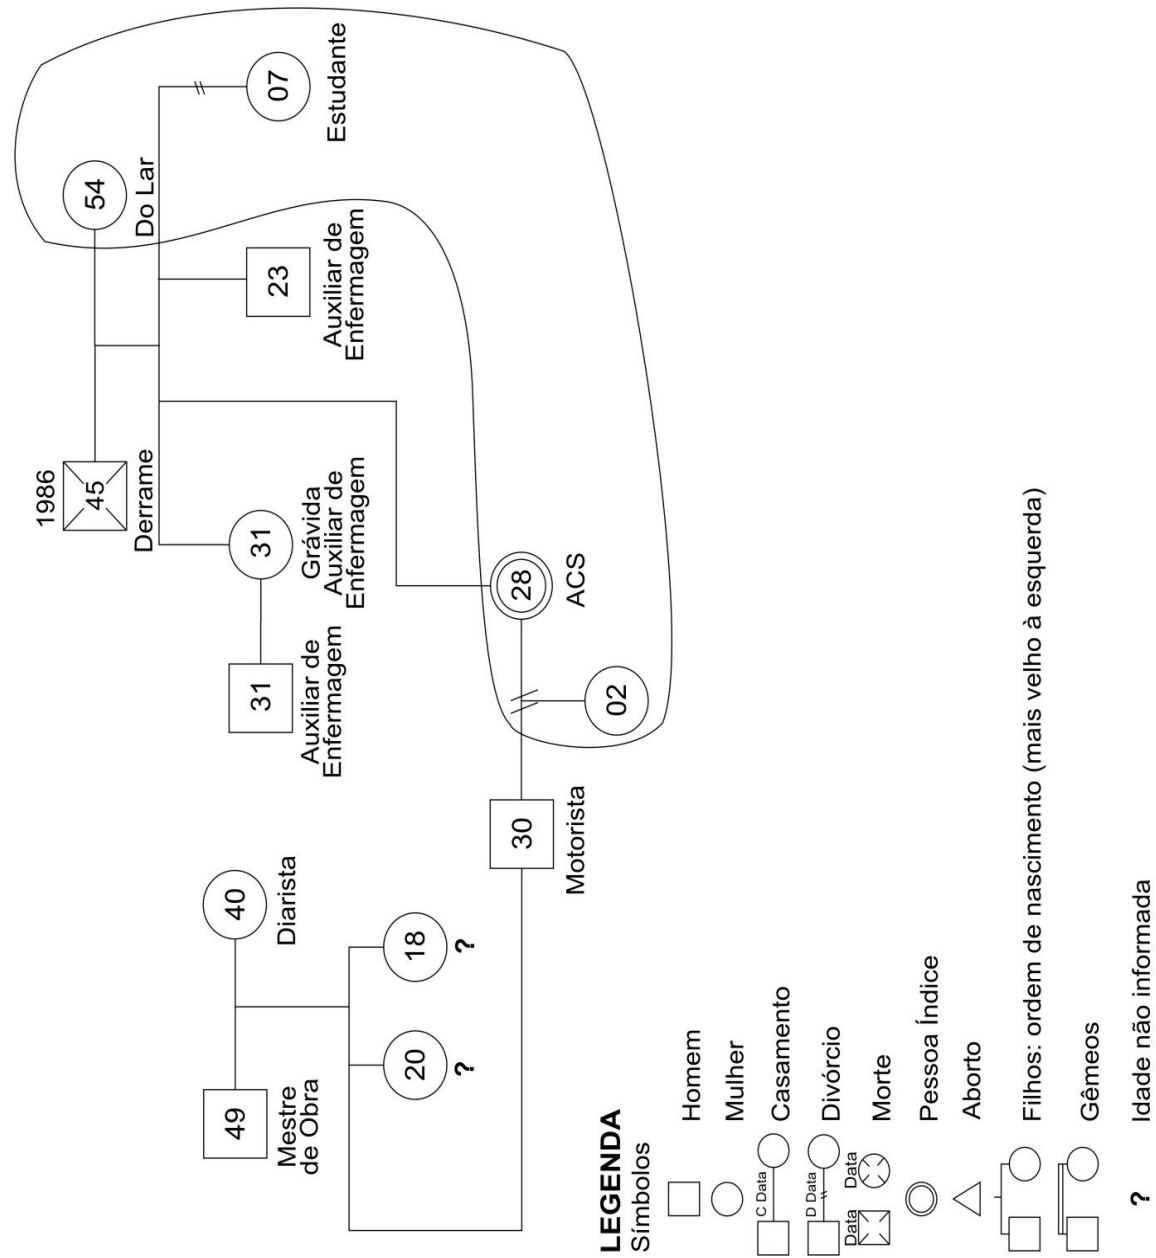 1986
45
Derrame
54
Do Lar
31
Auxiliar de
Enfermagem
31
Grávida
Auxiliar de
Enfermagem
23
Auxiliar de
Enfermagem
07
Estudante
49
Mestre
de Obra
40
Diarista
20
?
18
?
30
Motorista
28
ACS
02
LEGENDA
Símbolos
Homem
Mulher
C Data
Casamento
D Data
Divórcio
Data
Data
Morte
Pessoa Índice
Aborto
Filhos: ordem de nascimento (mais velho à esquerda)
Gêmeos
? Idade não informada